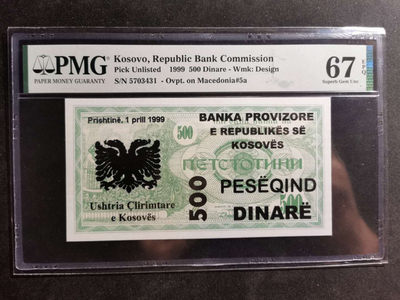 PMG
PAPER MONEY GUARANTY
Kosovo, Republic Bank Commission
Pick Unlisted 1999 500 Dinare - Wmk: Design
S/N 5703431 - Ovpt. on Macedonia#5a
67 EPQ
Superb Gem Unc
Prishtinë, 1 prill 1999
500
BANKA PROVIZORE
E REPUBLIKËS SË
KOSOVËS
ПЕТСТОТИНИ
500
PESËQIND
DINARË
Ushtria Çlirimtare
e Kosovës
500